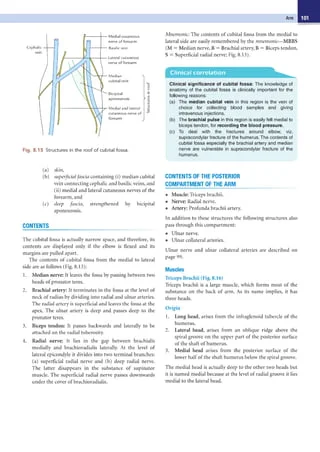 Arm 101
Medial cutaneous
nerve of forearm
Basilic vein
Cephalic
vein
Lateral cutaneous
nerve of forearm
Median
cubital vein
Bicipital
aponeurosis
Medial and lateral
cutaneous nerve of
forearm
Structures in roof
Fig. 8.13 Structures in the roof of cubital fossa.
(a) skin,
(b) superficial fascia containing (i) median cubital
vein connecting cephalic and basilic veins, and
(ii) medial and lateral cutaneous nerves of the
forearm, and
(c) deep fascia, strengthened by bicipital
aponeurosis.
CONTENTS
The cubital fossa is actually narrow space, and therefore, its
contents are displayed only if the elbow is flexed and its
margins are pulled apart.
The contents of cubital fossa from the medial to lateral
side are as follows (Fig. 8.13):
1. Median nerve: It leaves the fossa by passing between two
heads of pronator teres.
2. Brachial artery: It terminates in the fossa at the level of
neck of radius by dividing into radial and ulnar arteries.
The radial artery is superficial and leaves the fossa at the
apex. The ulnar artery is deep and passes deep to the
pronator teres.
3. Biceps tendon: It passes backwards and laterally to be
attached on the radial tuberosity.
4. Radial nerve: It lies in the gap between brachialis
medially and brachioradialis laterally. At the level of
lateral epicondyle it divides into two terminal branches:
(a) superficial radial nerve and (b) deep radial nerve.
The latter disappears in the substance of supinator
muscle. The superficial radial nerve passes downwards
under the cover of brachioradialis.
Mnemonic: The contents of cubital fossa from the medial to
lateral side are easily remembered by the mnemonic—MBBS
(M = Median nerve, B = Brachial artery, B = Biceps tendon,
S = Superficial radial nerve; Fig. 8.13).
Clinical correlation
Clinical significance of cubital fossa: The knowledge of
anatomy of the cubital fossa is clinically important for the
following reasons:
(a) The median cubital vein in this region is the vein of
choice for collecting blood samples and giving
intravenous injections.
(b) The brachial pulse in this region is easily felt medial to
biceps tendon, for recording the blood pressure.
(c) To deal with the fractures around elbow, viz.
supracondylar fracture of the humerus. The contents of
cubital fossa especially the brachial artery and median
nerve are vulnerable in supracondylar fracture of the
humerus.
CONTENTS OF THE POSTERIOR
COMPARTMENT OF THE ARM
• Muscle: Triceps brachii.
• Nerve: Radial nerve.
• Artery: Profunda brachii artery.
In addition to these structures the following structures also
pass through this compartment:
• Ulnar nerve.
• Ulnar collateral arteries.
Ulnar nerve and ulnar collateral arteries are described on
page 99.
Muscles
Triceps Brachii (Fig. 8.14)
Triceps brachii is a large muscle, which forms most of the
substance on the back of arm. As its name implies, it has
three heads.
Origin
1. Long head, arises from the infraglenoid tubercle of the
humerus.
2. Lateral head, arises from an oblique ridge above the
spiral groove on the upper part of the posterior surface
of the shaft of humerus.
3. Medial head arises from the posterior surface of the
lower half of the shaft humerus below the spiral groove.
The medial head is actually deep to the other two heads but
it is named medial because at the level of radial groove it lies
medial to the lateral head.